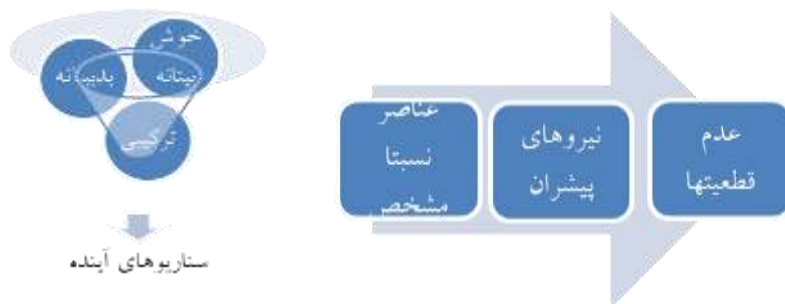 عناصر
نسبتا
مشخص
نیروهای
پیشران
عدم
قطعیتها
خوش
بینانه
بدبینانه
ترکیبی
سناریوهای آینده